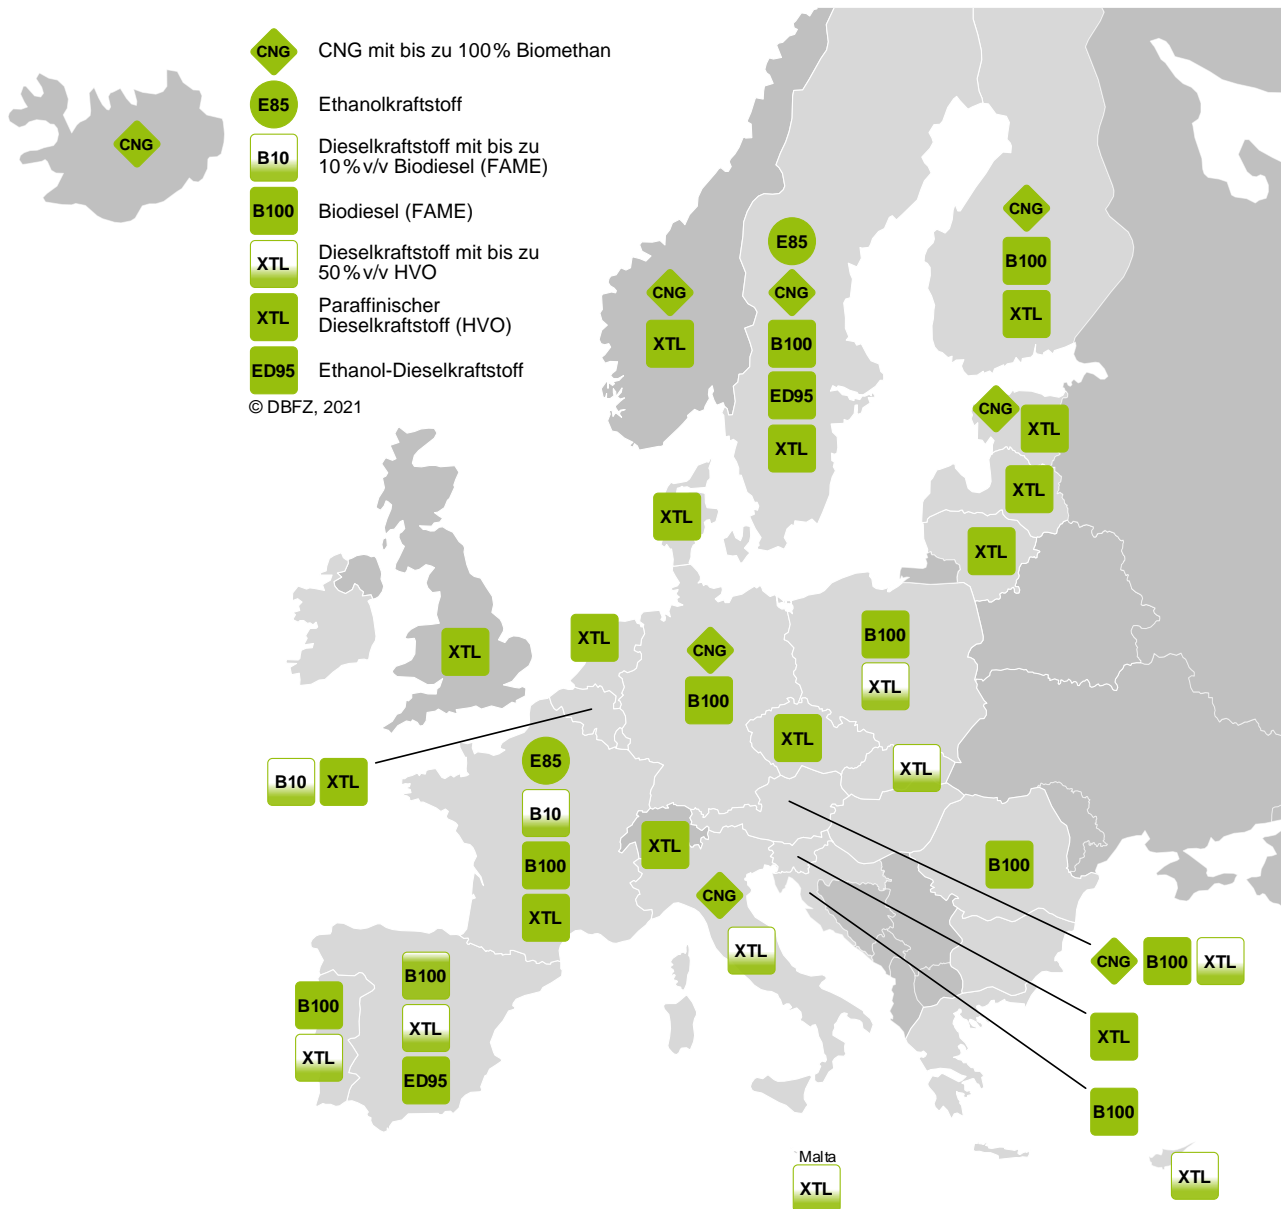 CNG CNG mit bis zu 100% Biomethan
E85 Ethanolkraftstoff
B10 Dieselkraftstoff mit bis zu
10%v/v Biodiesel (FAME)
B100 Biodiesel (FAME)
XTL Dieselkraftstoff mit bis zu
50%v/v HVO
XTL Paraffinischer
Dieselkraftstoff (HVO)
ED95 Ethanol-Dieselkraftstoff
© DBFZ, 2021
CNG
CNG
XTL
E85
CNG
B100
ED95
XTL
CNG
B100
XTL
CNG
XTL
XTL
XTL
XTL
XTL
XTL
CNG
B100
B100
XTL
XTL
XTL
B10 XTL
E85
B10
B100
XTL
XTL
CNG
XTL
B100
B100
XTL
B100
XTL
ED95
CNG B100 XTL
XTL
B100
Malta
XTL
XTL